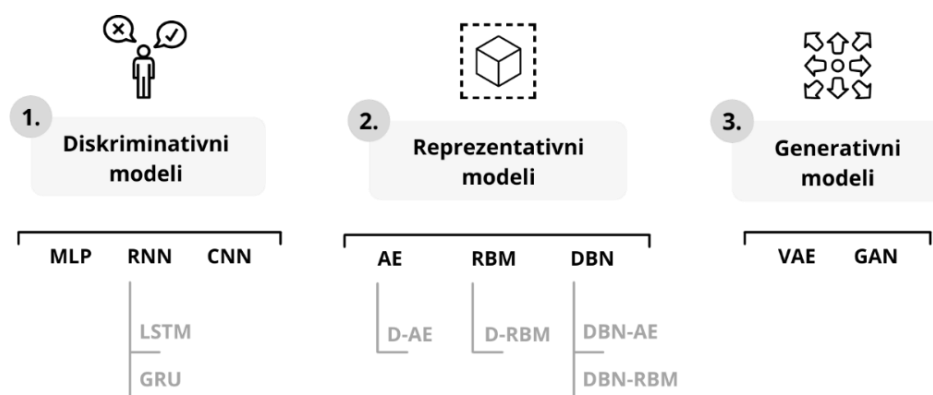 1.
Diskriminativni
modeli
MLP RNN CNN
LSTM
GRU
2.
Reprezentativni
modeli
AE RBM DBN
D-AE D-RBM DBN-AE
DBN-RBM
3.
Generativni
modeli
VAE GAN